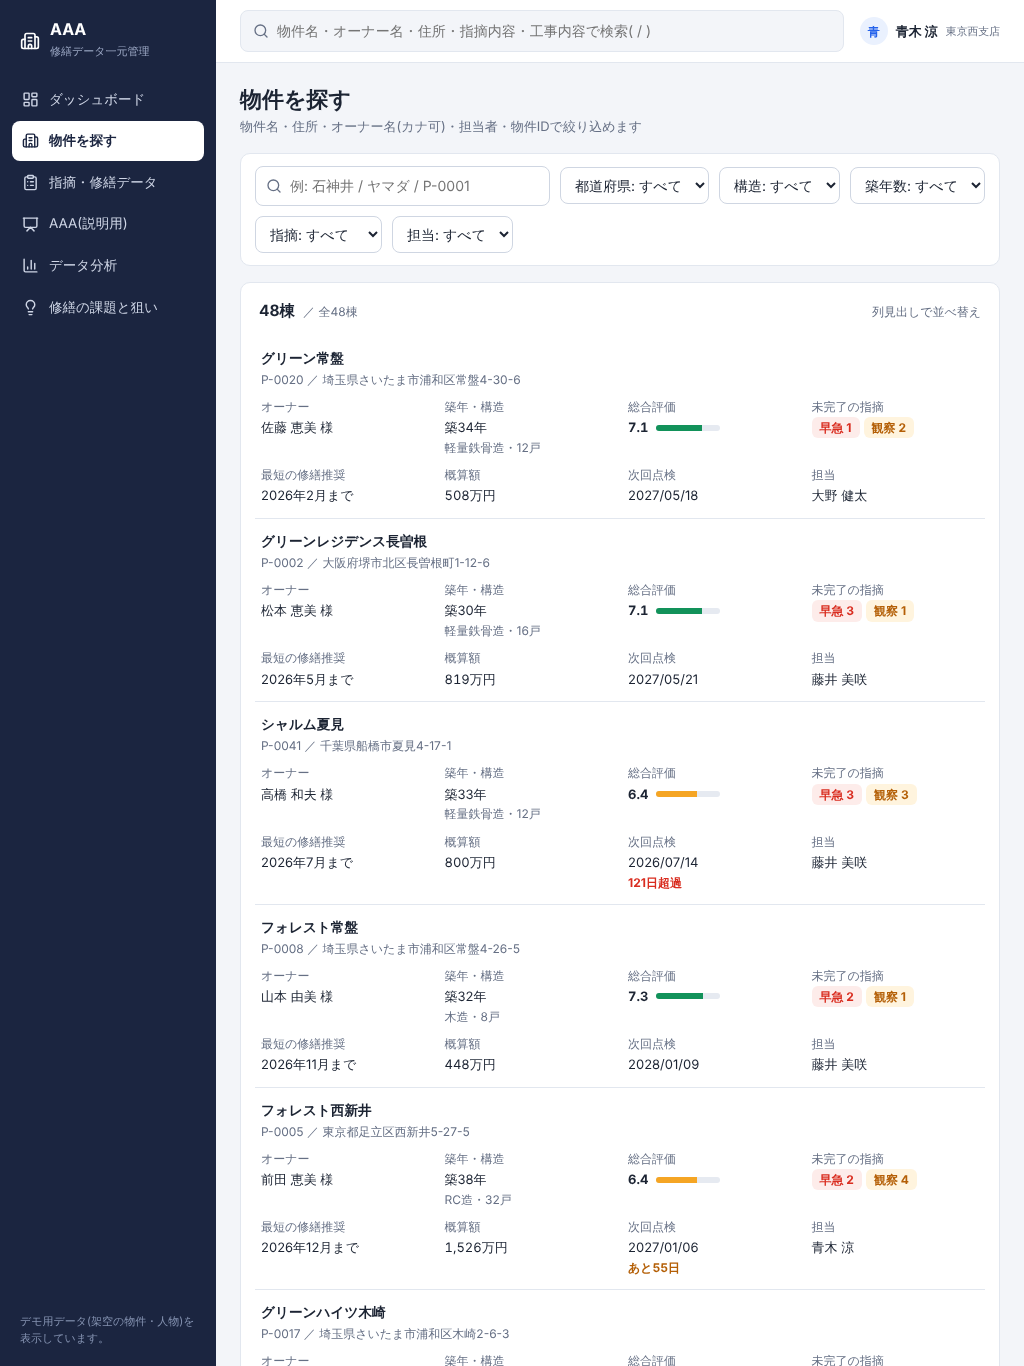 AAA
修繕データ一元管理
ダッシュボード
物件を探す
指摘・修繕データ
AAA(説明用)
データ分析
修繕の課題と狙い
デモ用データ(架空の物件・人物)を
表示しています。
物件名・オーナー名・住所・指摘内容・工事内容で検索( / )
青 青木 涼 東京西支店
物件を探す
物件名・住所・オーナー名(カナ可)・担当者・物件IDで絞り込めます
例: 石神井 / ヤマダ / P-0001 都道府県: すべて 構造: すべて 築年数: すべて
指摘: すべて 担当: すべて
48棟 ／ 全48棟 列見出しで並べ替え
グリーン常盤
P-0020 ／ 埼玉県さいたま市浦和区常盤4-30-6
オーナー 築年・構造 総合評価 未完了の指摘
佐藤 恵美 様 築34年 7.1 早急 1 観察 2
軽量鉄骨造・12戸
最短の修繕推奨 概算額 次回点検 担当
2026年2月まで 508万円 2027/05/18 大野 健太
グリーンレジデンス長曽根
P-0002 ／ 大阪府堺市北区長曽根町1-12-6
オーナー 築年・構造 総合評価 未完了の指摘
松本 恵美 様 築30年 7.1 早急 3 観察 1
軽量鉄骨造・16戸
最短の修繕推奨 概算額 次回点検 担当
2026年5月まで 819万円 2027/05/21 藤井 美咲
シャルム夏見
P-0041 ／ 千葉県船橋市夏見4-17-1
オーナー 築年・構造 総合評価 未完了の指摘
高橋 和夫 様 築33年 6.4 早急 3 観察 3
軽量鉄骨造・12戸
最短の修繕推奨 概算額 次回点検 担当
2026年7月まで 800万円 2026/07/14 藤井 美咲
121日超過
フォレスト常盤
P-0008 ／ 埼玉県さいたま市浦和区常盤4-26-5
オーナー 築年・構造 総合評価 未完了の指摘
山本 由美 様 築32年 7.3 早急 2 観察 1
木造・8戸
最短の修繕推奨 概算額 次回点検 担当
2026年11月まで 448万円 2028/01/09 藤井 美咲
フォレスト西新井
P-0005 ／ 東京都足立区西新井5-27-5
オーナー 築年・構造 総合評価 未完了の指摘
前田 恵美 様 築38年 6.4 早急 2 観察 4
RC造・32戸
最短の修繕推奨 概算額 次回点検 担当
2026年12月まで 1,526万円 2027/01/06 青木 涼
あと55日
グリーンハイツ木崎
P-0017 ／ 埼玉県さいたま市浦和区木崎2-6-3
オーナー 築年・構造 総合評価 未完了の指摘